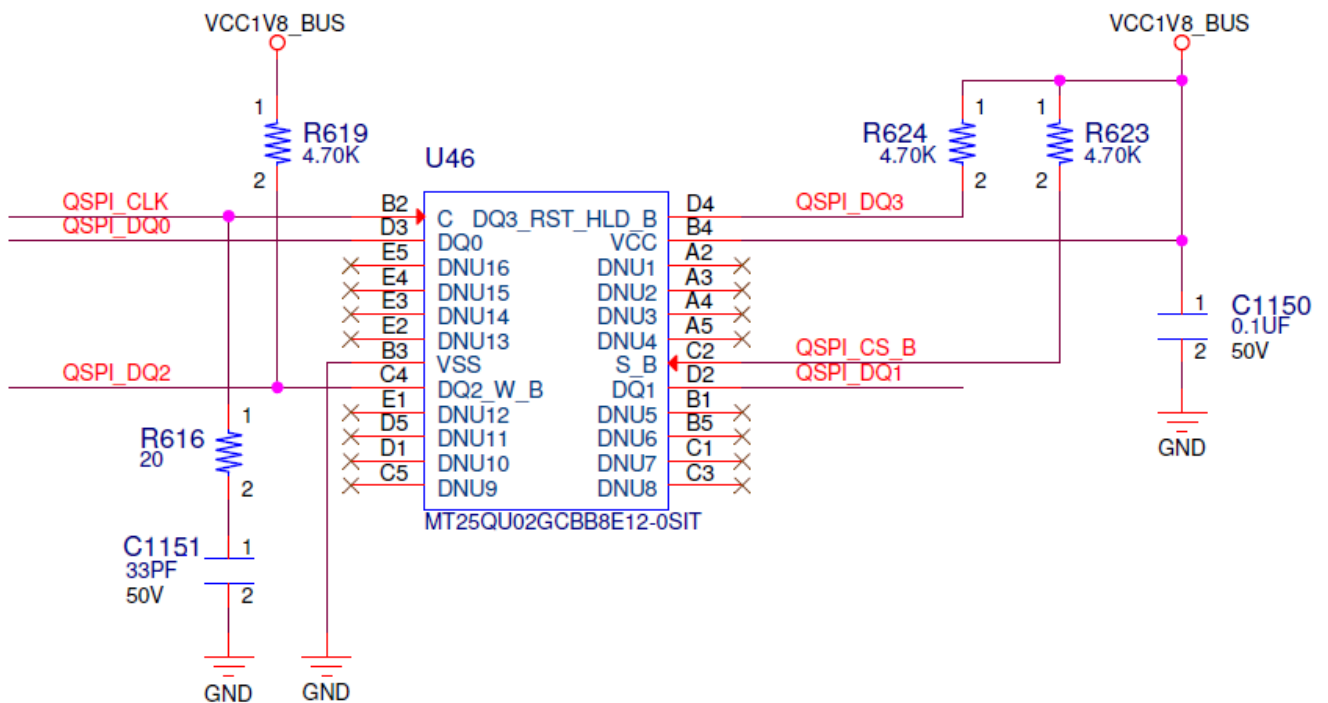 VCC1V8_BUS
VCC1V8_BUS
1
R619
4.70K
2
U46
1
R624
4.70K
2
1
R623
4.70K
2
QSPI_CLK
B2
C
DQ3_RST_HLD_B
D4
QSPI_DQ3
QSPI_DQ0
D3
DQ0
VCC
B4
E5
DNU16
DNU1
A2
E4
DNU15
DNU2
A3
E3
DNU14
DNU3
A4
E2
DNU13
DNU4
A5
B3
VSS
S_B
C2
QSPI_CS_B
QSPI_DQ2
C4
DQ2_W_B
DQ1
D2
QSPI_DQ1
E1
DNU12
DNU5
B1
D5
DNU11
DNU6
B5
D1
DNU10
DNU7
C1
C5
DNU9
DNU8
C3
MT25QU02GCBB8E12-0SIT
1
C1150
0.1UF
2
50V
GND
1
R616
20
2
C1151
1
33PF
50V
2
GND
GND